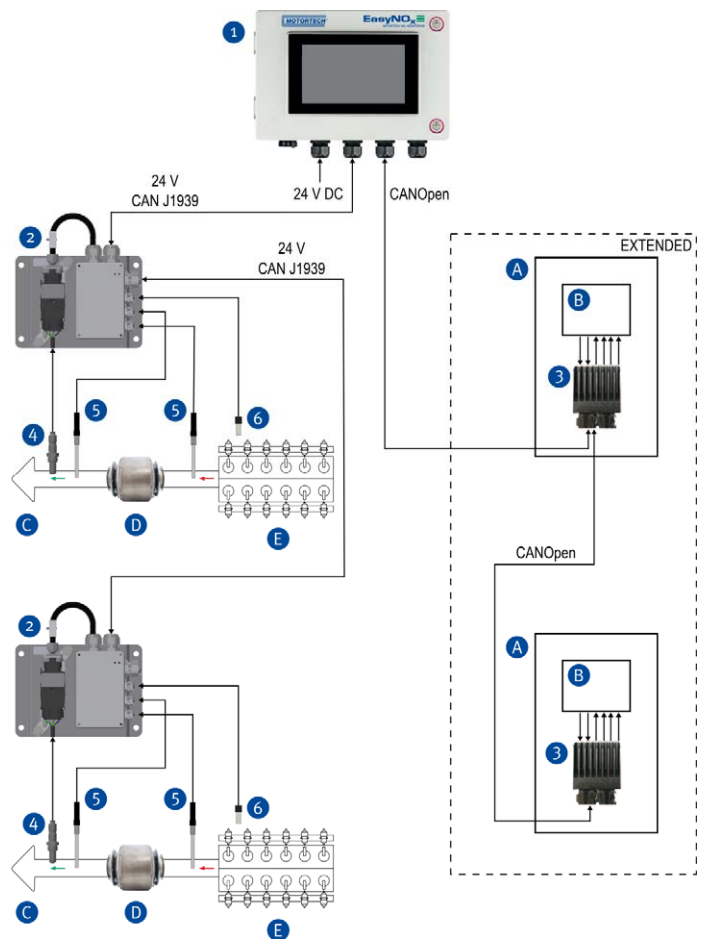 1
MOTORTECH
EasyNOx
24 V
CAN J1939
24 V DC
CANOpen
2
24 V
CAN J1939
EXTENDED
A
B
3
5
5
6
4
C
D
E
CANOpen
2
A
B
3
5
5
6
4
C
D
E